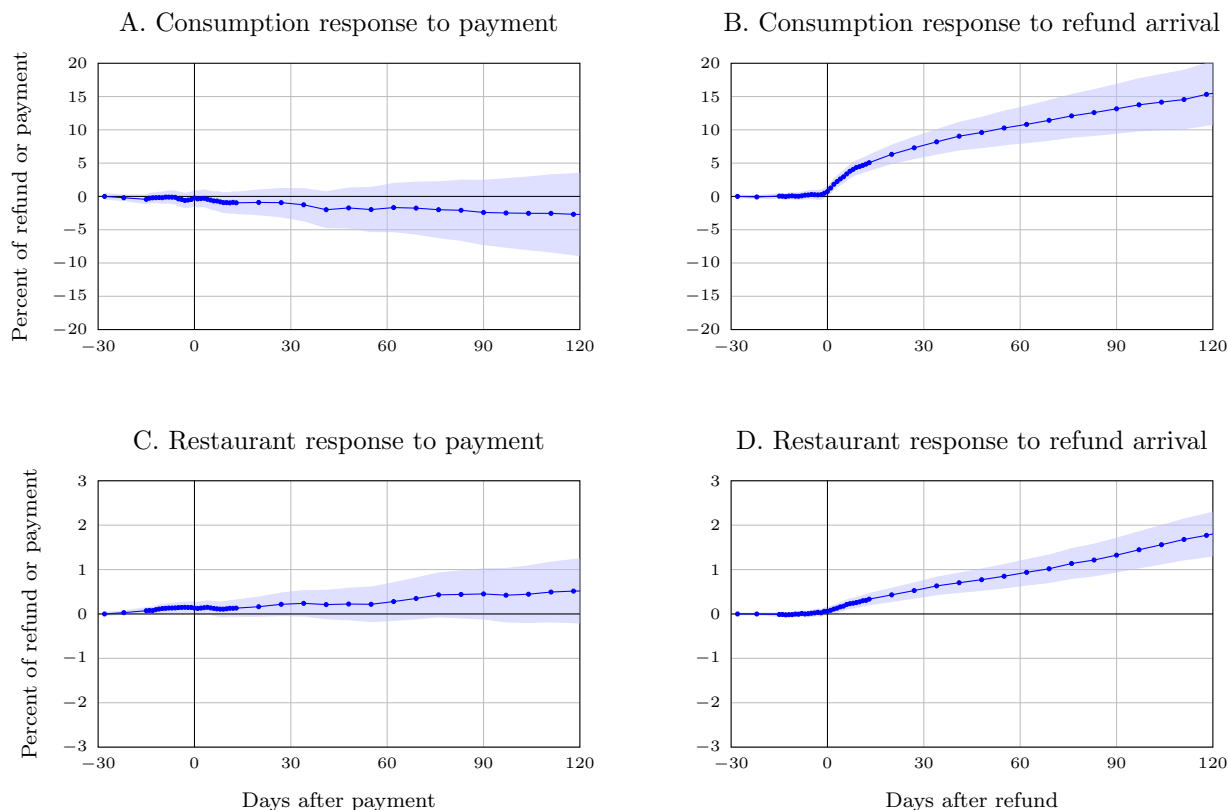 A. Consumption response to payment
Percent of refund or payment
20
15
10
5
0
−5
−10
−15
−20
−30 0 30 60 90 120
B. Consumption response to refund arrival
20
15
10
5
0
−5
−10
−15
−20
−30 0 30 60 90 120
C. Restaurant response to payment
Percent of refund or payment
3
2
1
0
−1
−2
−3
−30 0 30 60 90 120
Days after payment
D. Restaurant response to refund arrival
3
2
1
0
−1
−2
−3
−30 0 30 60 90 120
Days after refund